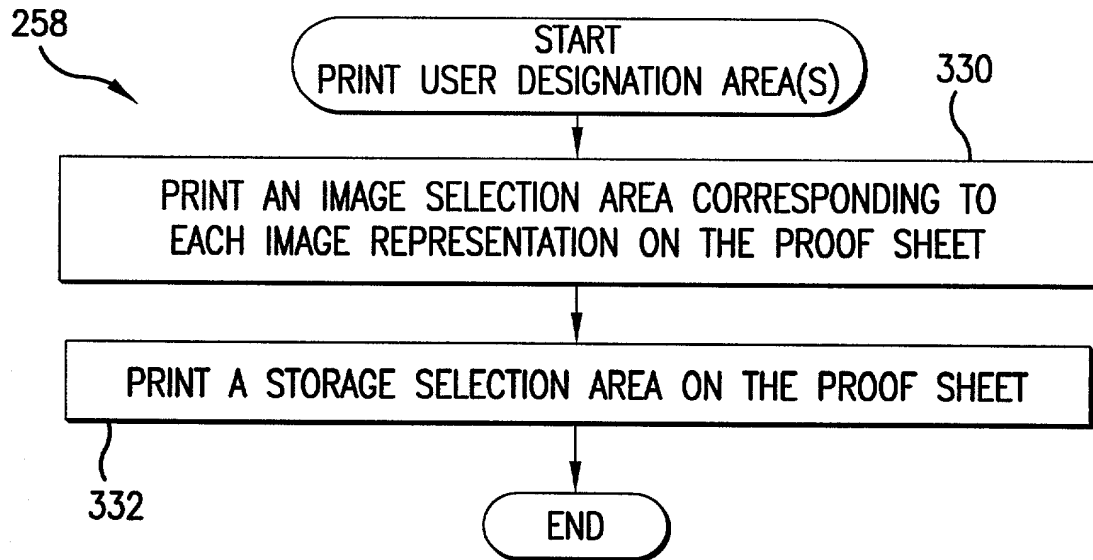 258
START
PRINT USER DESIGNATION AREA(S)
330
PRINT AN IMAGE SELECTION AREA CORRESPONDING TO
EACH IMAGE REPRESENTATION ON THE PROOF SHEET
PRINT A STORAGE SELECTION AREA ON THE PROOF SHEET
332
END